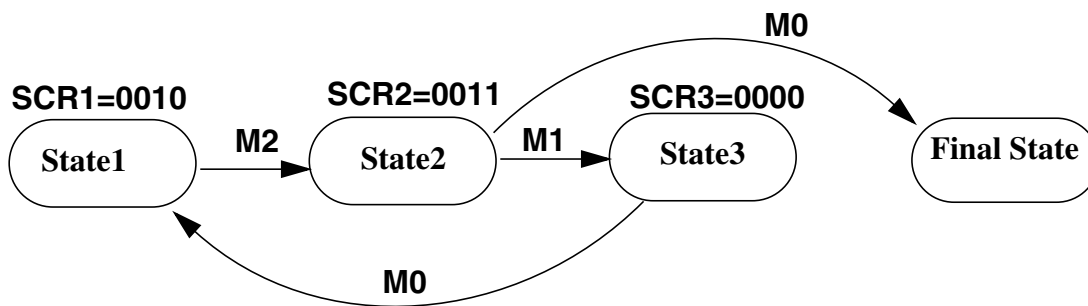 M0
SCR1=0010
SCR2=0011
SCR3=0000
State1
M2
State2
M1
State3
Final State
M0